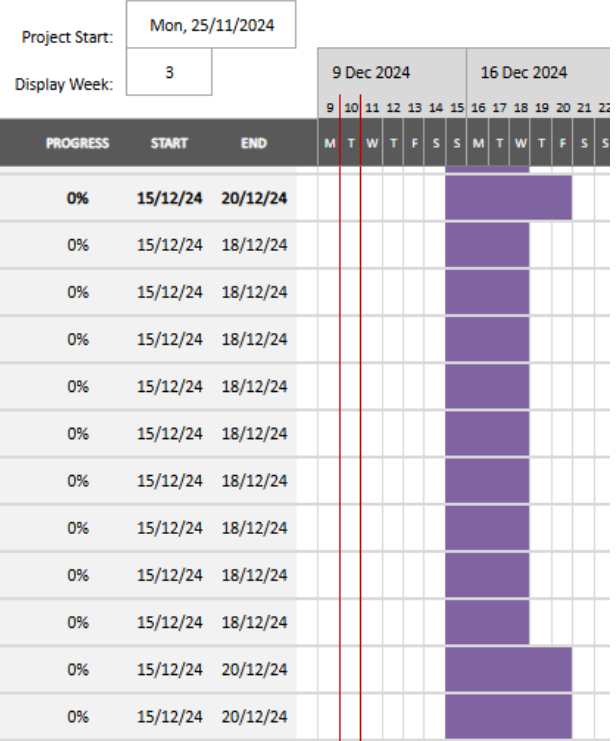 Project Start: Mon, 25/11/2024
Display Week: 3
9 Dec 2024 16 Dec 2024
9 10 11 12 13 14 15 16 17 18 19 20 21 22
PROGRESS START END M T W T F S S M T W T F S S
0% 15/12/24 20/12/24
0% 15/12/24 18/12/24
0% 15/12/24 18/12/24
0% 15/12/24 18/12/24
0% 15/12/24 18/12/24
0% 15/12/24 18/12/24
0% 15/12/24 18/12/24
0% 15/12/24 18/12/24
0% 15/12/24 18/12/24
0% 15/12/24 18/12/24
0% 15/12/24 20/12/24
0% 15/12/24 20/12/24